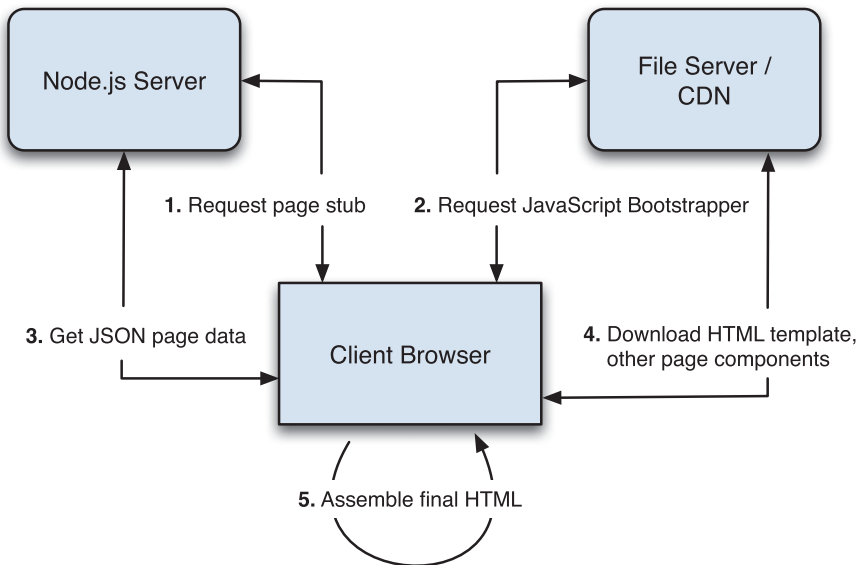 Node.js Server
File Server /
CDN
1. Request page stub
2. Request JavaScript Bootstrapper
3. Get JSON page data
Client Browser
4. Download HTML template,
other page components
5. Assemble final HTML